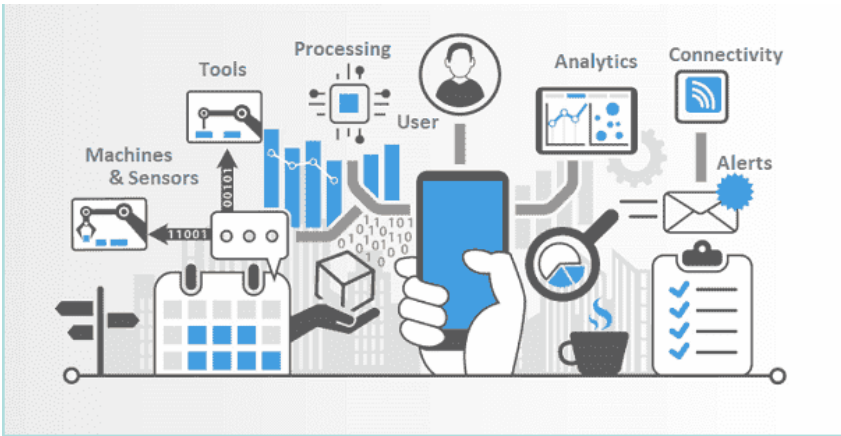 Processing
Connectivity
Analytics
Tools
User
Machines
& Sensors
Alerts
00101
11001